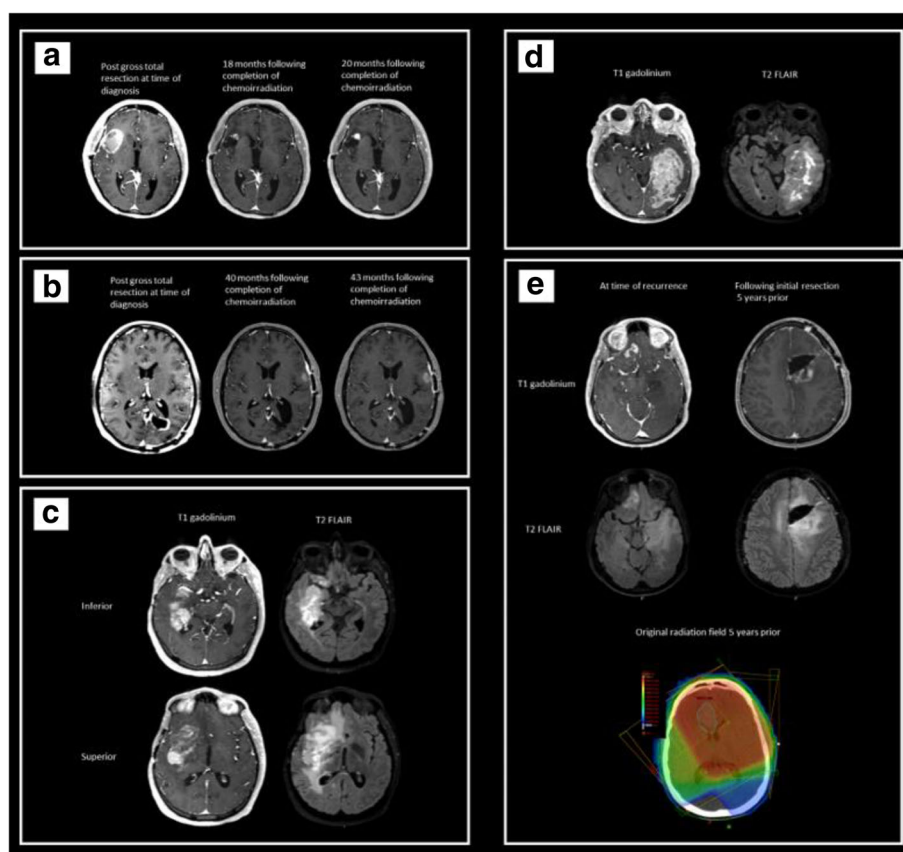 a
Post gross total
resection at time of
diagnosis
18 months following
completion of
chemoirradiation
20 months following
completion of
chemoirradiation
b
Post gross total
resection at time of
diagnosis
40 months following
completion of
chemoirradiation
43 months following
completion of
chemoirradiation
c
T1 gadolinium
T2 FLAIR
Inferior
Superior
d
T1 gadolinium
T2 FLAIR
e
At time of recurrence
Following initial resection
5 years prior
T1 gadolinium
T2 FLAIR
Original radiation field 5 years prior